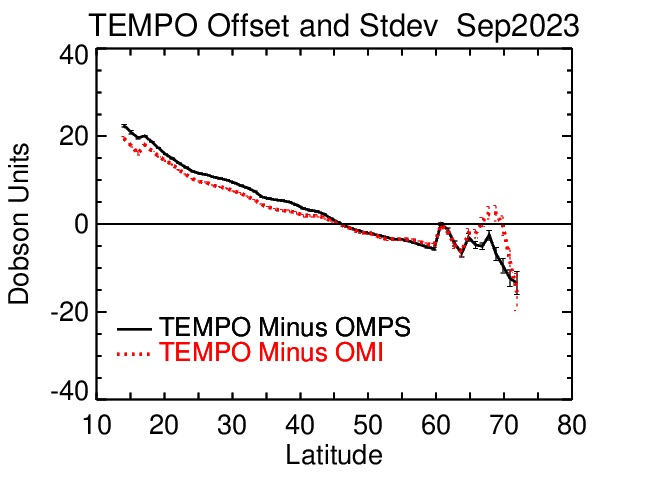 TEMPO Offset and Stdev  Sep2023
40
20
0
-20
-40
Dobson Units
TEMPO Minus OMPS
TEMPO Minus OMI
10 20 30 40 50 60 70 80
Latitude